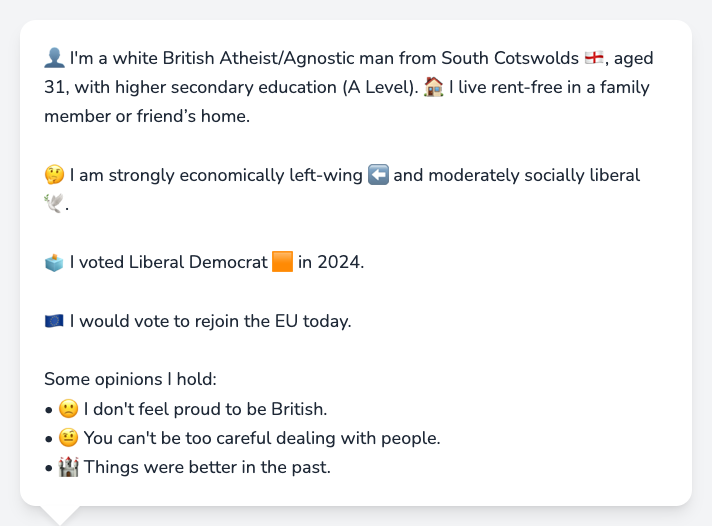 👤 I'm a white British Atheist/Agnostic man from South Cotswolds 🏴󠁧󠁢󠁥󠁮󠁧󠁿, aged
31, with higher secondary education (A Level). 🏠 I live rent-free in a family
member or friend’s home.
🤔 I am strongly economically left-wing ⬅️ and moderately socially liberal
🕊️.
🗳️ I voted Liberal Democrat 🟧 in 2024.
🇪🇺 I would vote to rejoin the EU today.
Some opinions I hold:
• 🙁 I don't feel proud to be British.
• 🤨 You can't be too careful dealing with people.
• 🏰 Things were better in the past.